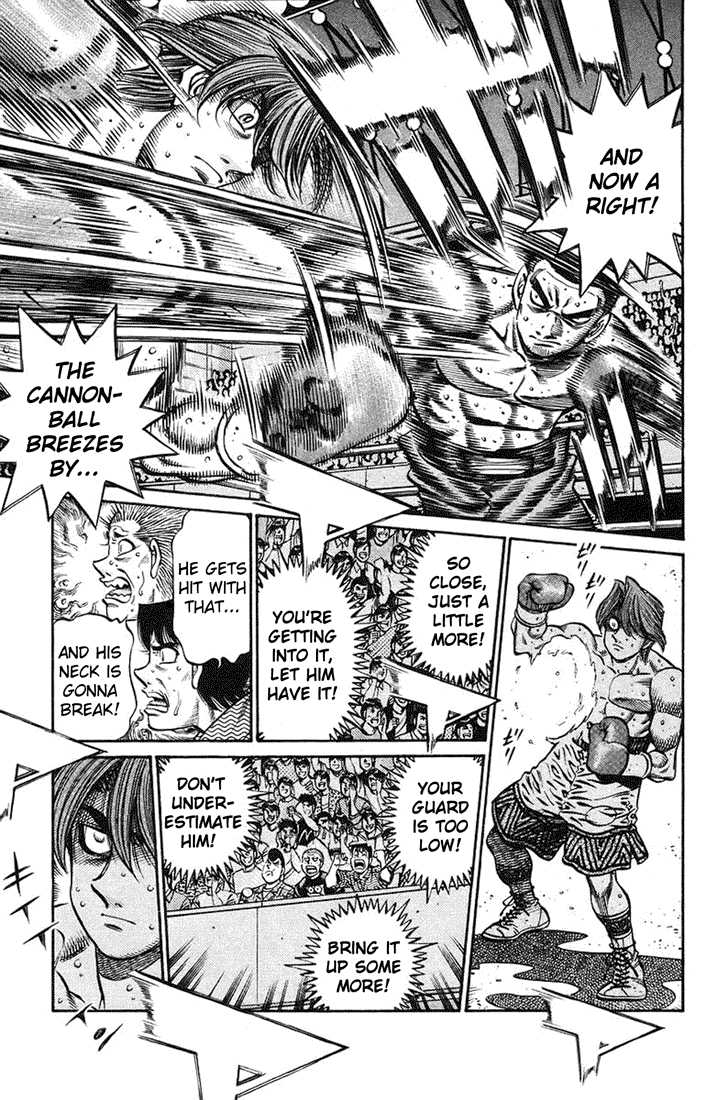 AND
NOW A
RIGHT!
THE
CANNON-
BALL
BREEZES
BY...
SO
CLOSE,
JUST A
LITTLE
MORE!
YOU'RE
GETTING
INTO IT,
LET HIM
HAVE IT!
HE GETS
HIT WITH
THAT...
AND HIS
NECK IS
GONNA
BREAK!
YOUR
GUARD
IS TOO
LOW!
DON'T
UNDER-
ESTIMATE
HIM!
BRING IT
UP SOME
MORE!